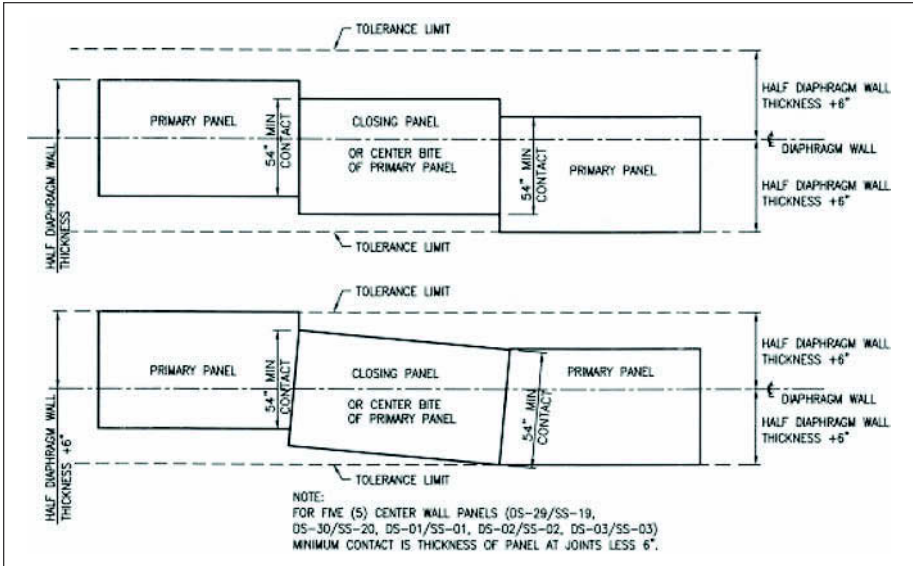 TOLERANCE LIMIT
HALF DIAPHRAGM WALL
THICKNESS +6"
PRIMARY PANEL
CLOSING PANEL
54" MIN
CONTACT
OR CENTER BITE
OF PRIMARY PANEL
54" MIN
CONTACT
PRIMARY PANEL
℄
DIAPHRAGM WALL
HALF DIAPHRAGM WALL
THICKNESS +6"
HALF DIAPHRAGM WALL
THICKNESS
TOLERANCE LIMIT
TOLERANCE LIMIT
HALF DIAPHRAGM WALL
THICKNESS +6"
PRIMARY PANEL
CLOSING PANEL
PRIMARY PANEL
54" MIN
CONTACT
OR CENTER BITE
OF PRIMARY PANEL
54" MIN
CONTACT
℄
DIAPHRAGM WALL
HALF DIAPHRAGM WALL
THICKNESS +6"
HALF DIAPHRAGM WALL
THICKNESS +6"
TOLERANCE LIMIT
NOTE:
FOR FIVE (5) CENTER WALL PANELS (DS-29/SS-19,
DS-30/SS-20, DS-01/SS-01, DS-02/SS-02, DS-03/SS-03)
MINIMUM CONTACT IS THICKNESS OF PANEL AT JOINTS LESS 6".